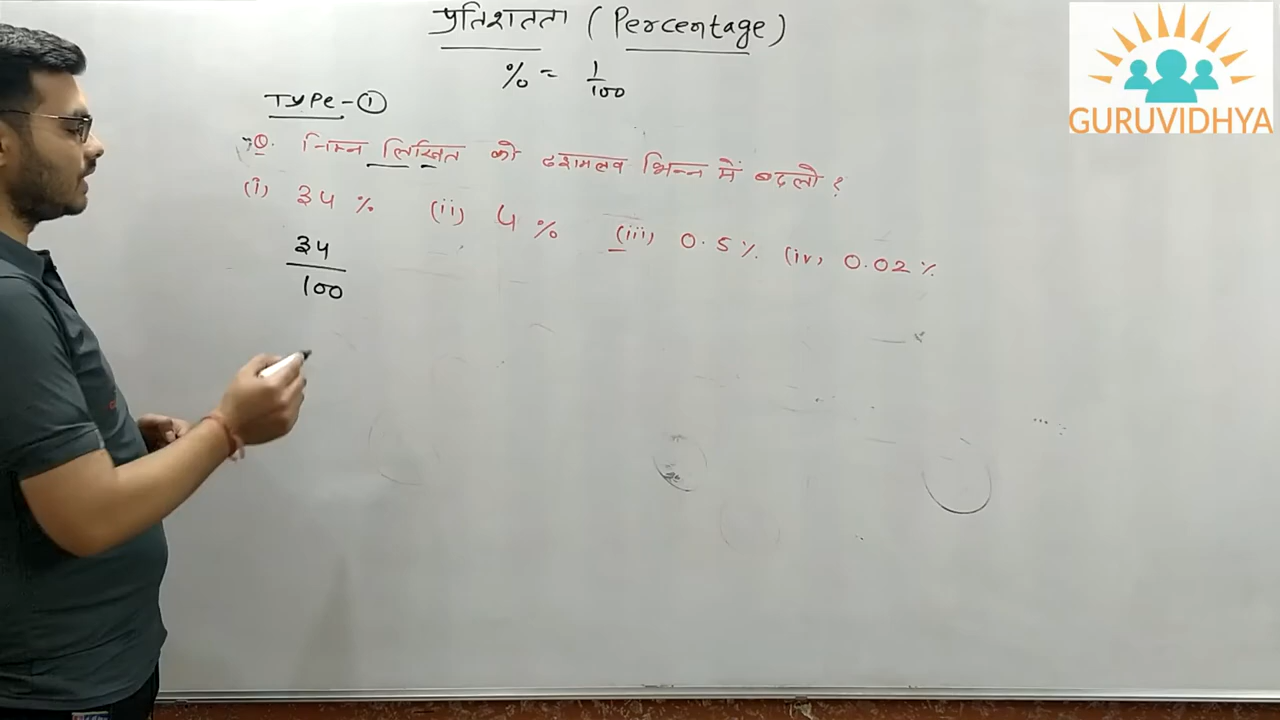 प्रतिशतता (Percentage)
% = 1/100
TYPE-①
Q. निम्न लिखित को दशमलव भिन्न में बदलो ?
(i) 34 % (ii) 4 % (iii) 0.5 % (iv) 0.02 %
34
100
GURUVIDHYA